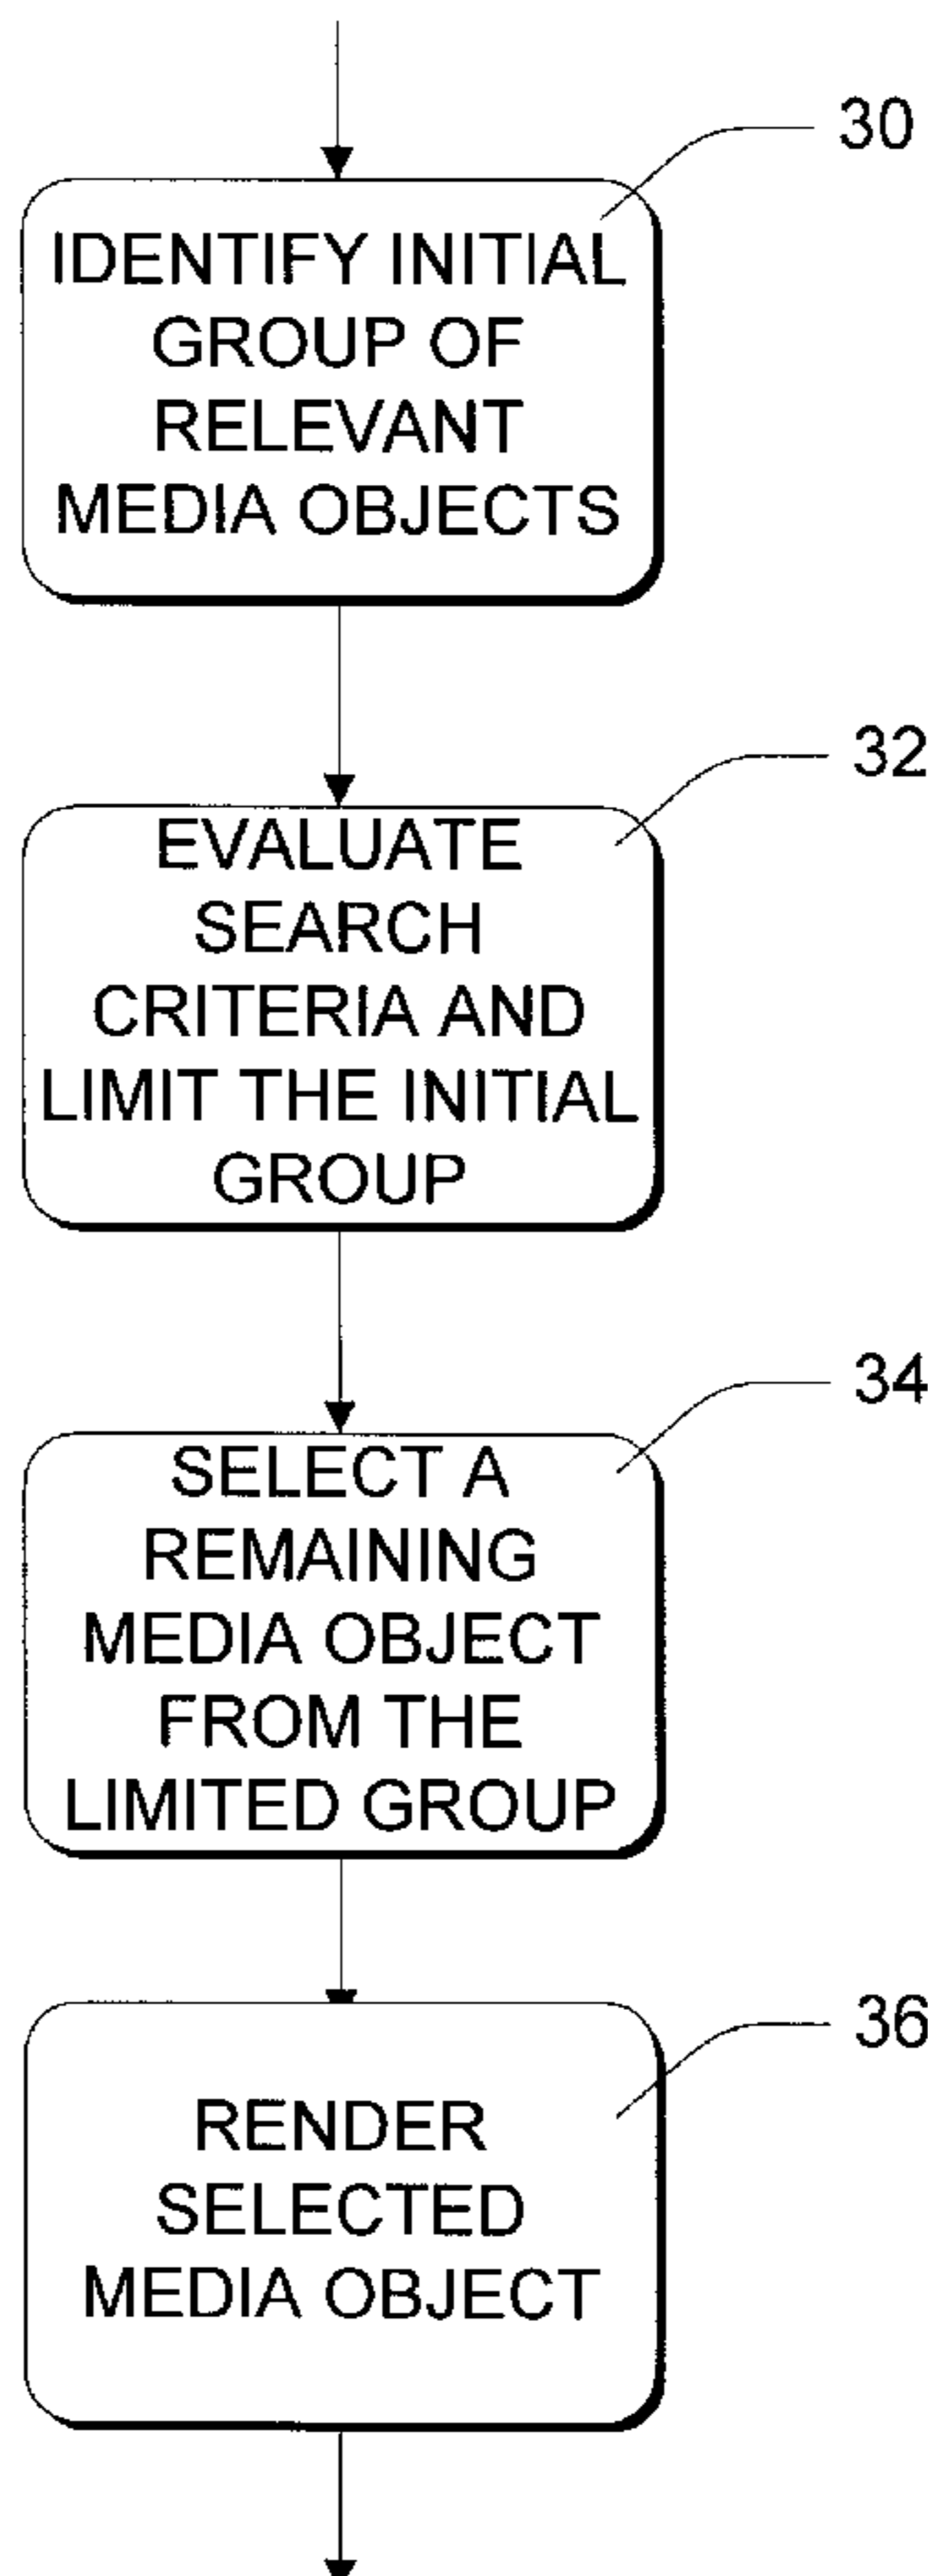 30
IDENTIFY INITIAL
GROUP OF
RELEVANT
MEDIA OBJECTS
32
EVALUATE
SEARCH
CRITERIA AND
LIMIT THE INITIAL
GROUP
34
SELECT A
REMAINING
MEDIA OBJECT
FROM THE
LIMITED GROUP
36
RENDER
SELECTED
MEDIA OBJECT